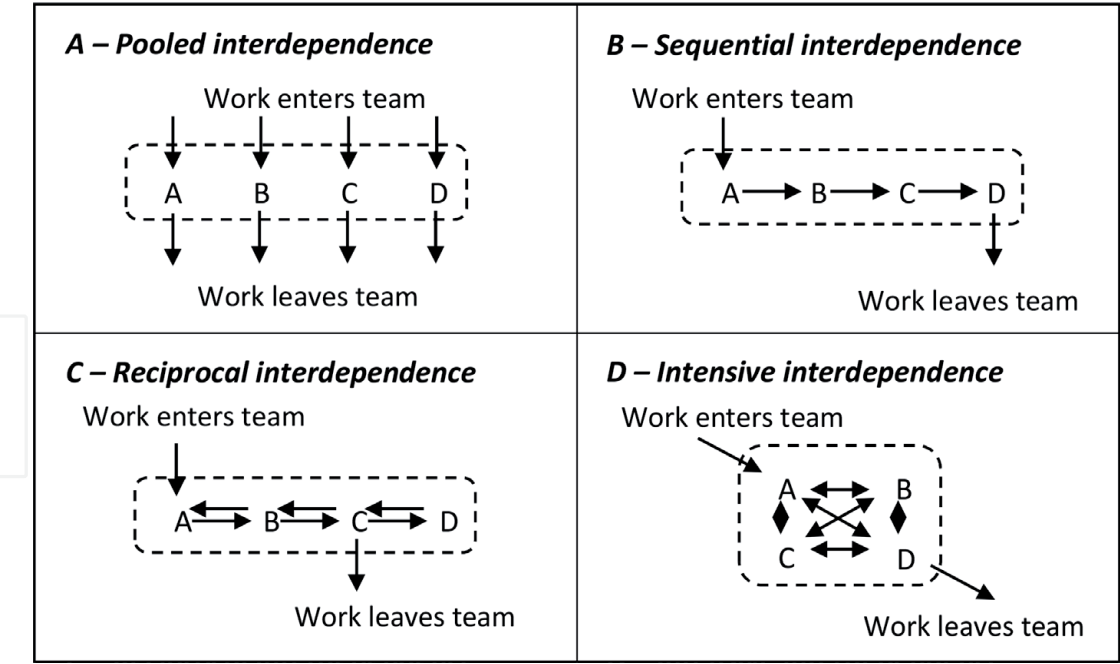 A – Pooled interdependence
Work enters team
A B C D
Work leaves team
B – Sequential interdependence
Work enters team
A B C D
Work leaves team
C – Reciprocal interdependence
Work enters team
A B C D
Work leaves team
D – Intensive interdependence
Work enters team
A B
C D
Work leaves team